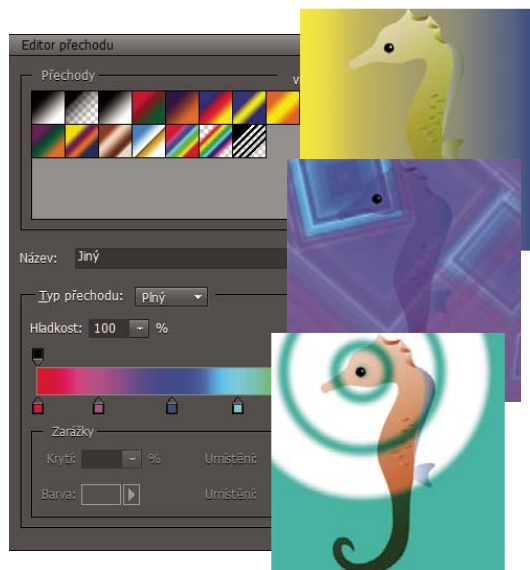 Editor přechodu
Přechody
Název: Jiný
Typ přechodu: Plný
Hladkost: 100 %
Zarážky
Krytí: % Umístění:
Barva: Umístění: